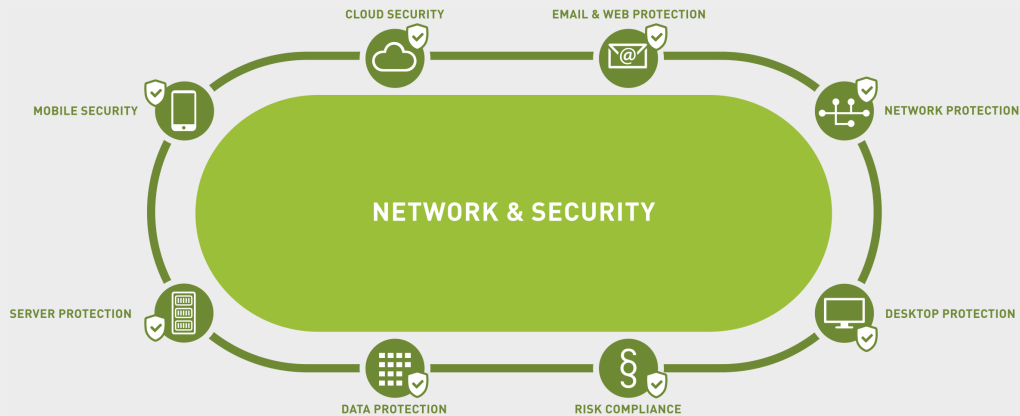 CLOUD SECURITY
EMAIL & WEB PROTECTION
@
MOBILE SECURITY
NETWORK PROTECTION
NETWORK & SECURITY
SERVER PROTECTION
DESKTOP PROTECTION
§
DATA PROTECTION
RISK COMPLIANCE